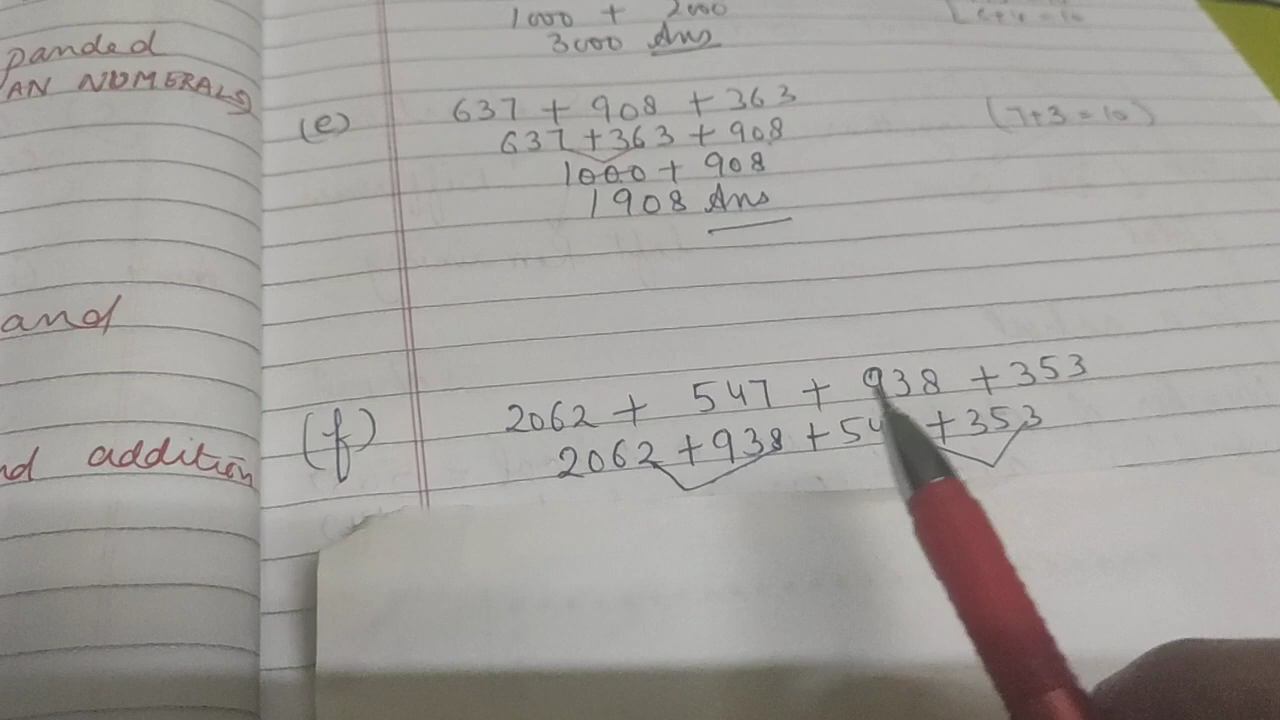 panded
AN NUMERALS
and
nd addition
1000 + 2000
3000 Ans
(e) 637 + 908 + 363
(7+3=10)
637 + 363 + 908
1000 + 908
1908 Ans
(f) 2062 + 547 + 938 + 353
2062 + 938 + 54 + 353